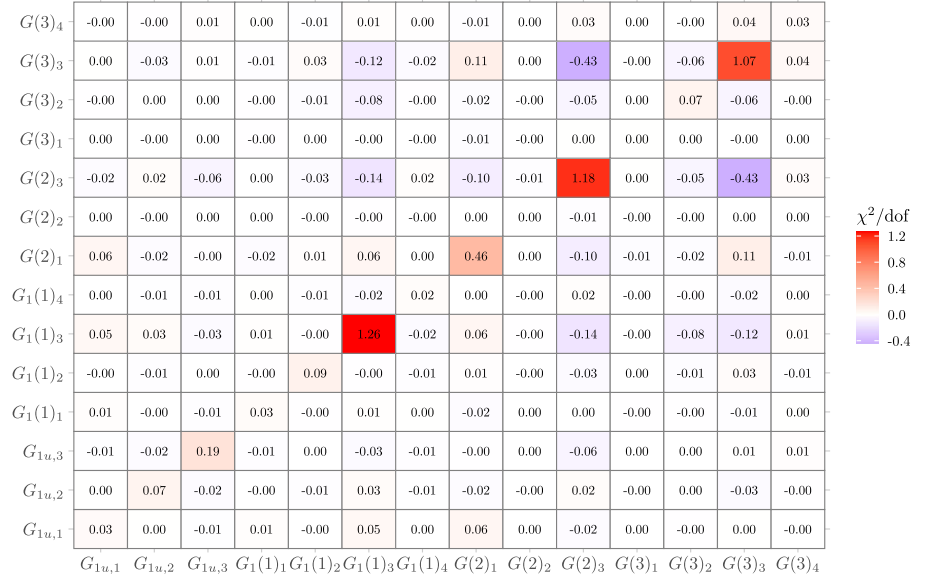 G(3)₄ -0.00 -0.00 0.01 0.00 -0.01 0.01 0.00 -0.01 0.00 0.03 0.00 -0.00 0.04 0.03
G(3)₃ 0.00 -0.03 0.01 -0.01 0.03 -0.12 -0.02 0.11 0.00 -0.43 -0.00 -0.06 1.07 0.04
G(3)₂ -0.00 0.00 0.00 -0.00 -0.01 -0.08 -0.00 -0.02 -0.00 -0.05 0.00 0.07 -0.06 -0.00
G(3)₁ 0.00 0.00 -0.00 -0.00 0.00 0.00 -0.00 -0.01 -0.00 0.00 0.00 0.00 -0.00 0.00
G(2)₃ -0.02 0.02 -0.06 0.00 -0.03 -0.14 0.02 -0.10 -0.01 1.18 0.00 -0.05 -0.43 0.03
G(2)₂ 0.00 -0.00 0.00 0.00 -0.00 -0.00 -0.00 0.00 0.00 -0.01 -0.00 -0.00 0.00 0.00
G(2)₁ 0.06 -0.02 -0.00 -0.02 0.01 0.06 0.00 0.46 0.00 -0.10 -0.01 -0.02 0.11 -0.01
G₁(1)₄ 0.00 -0.01 -0.01 0.00 -0.01 -0.02 0.02 0.00 -0.00 0.02 -0.00 -0.00 -0.02 0.00
G₁(1)₃ 0.05 0.03 -0.03 0.01 -0.00 1.26 -0.02 0.06 -0.00 -0.14 -0.00 -0.08 -0.12 0.01
G₁(1)₂ -0.00 -0.01 0.00 -0.00 0.09 -0.00 -0.01 0.01 -0.00 -0.03 0.00 -0.01 0.03 -0.01
G₁(1)₁ 0.01 -0.00 -0.01 0.03 -0.00 0.01 0.00 -0.02 0.00 0.00 -0.00 -0.00 -0.01 0.00
G₁ᵤ,₃ -0.01 -0.02 0.19 -0.01 0.00 -0.03 -0.01 -0.00 0.00 -0.06 -0.00 0.00 0.01 0.01
G₁ᵤ,₂ 0.00 0.07 -0.02 -0.00 -0.01 0.03 -0.01 -0.02 -0.00 0.02 -0.00 0.00 -0.03 -0.00
G₁ᵤ,₁ 0.03 0.00 -0.01 0.01 -0.00 0.05 0.00 0.06 0.00 -0.02 0.00 -0.00 0.00 -0.00
G₁ᵤ,₁ G₁ᵤ,₂ G₁ᵤ,₃ G₁(1)₁ G₁(1)₂ G₁(1)₃ G₁(1)₄ G(2)₁ G(2)₂ G(2)₃ G(3)₁ G(3)₂ G(3)₃ G(3)₄
χ²/dof
1.2
0.8
0.4
0.0
-0.4